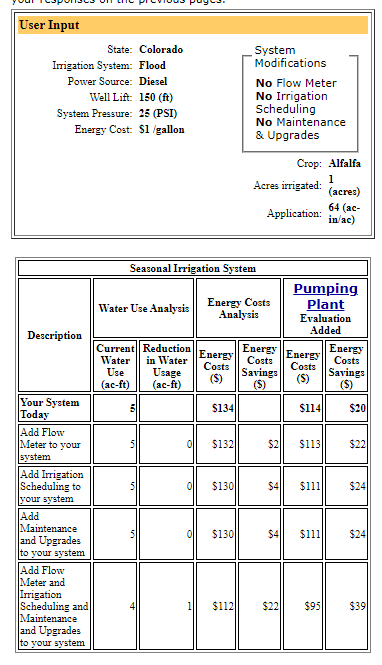 your responses on the previous pages.
User Input
State: Colorado
Irrigation System: Flood
Power Source: Diesel
Well Lift: 150 (ft)
System Pressure: 25 (PSI)
Energy Cost: $1 /gallon
System
Modifications
No Flow Meter
No Irrigation
Scheduling
No Maintenance
& Upgrades
Crop: Alfalfa
Acres irrigated: 1
(acres)
Application: 64 (ac-
in/ac)
Seasonal Irrigation System
Description
Water Use Analysis
Energy Costs
Analysis
Pumping
Plant
Evaluation
Added
Current
Water
Use
(ac-ft)
Reduction
in Water
Usage
(ac-ft)
Energy
Costs
($)
Energy
Costs
Savings
($)
Energy
Costs
($)
Energy
Costs
Savings
($)
Your System
Today
5 $134 $114 $20
Add Flow
Meter to your
system
5 0 $132 $2 $113 $22
Add Irrigation
Scheduling to
your system
5 0 $130 $4 $111 $24
Add
Maintenance
and Upgrades
to your system
5 0 $130 $4 $111 $24
Add Flow
Meter and
Irrigation
Scheduling and
Maintenance
and Upgrades
to your system
4 1 $112 $22 $95 $39